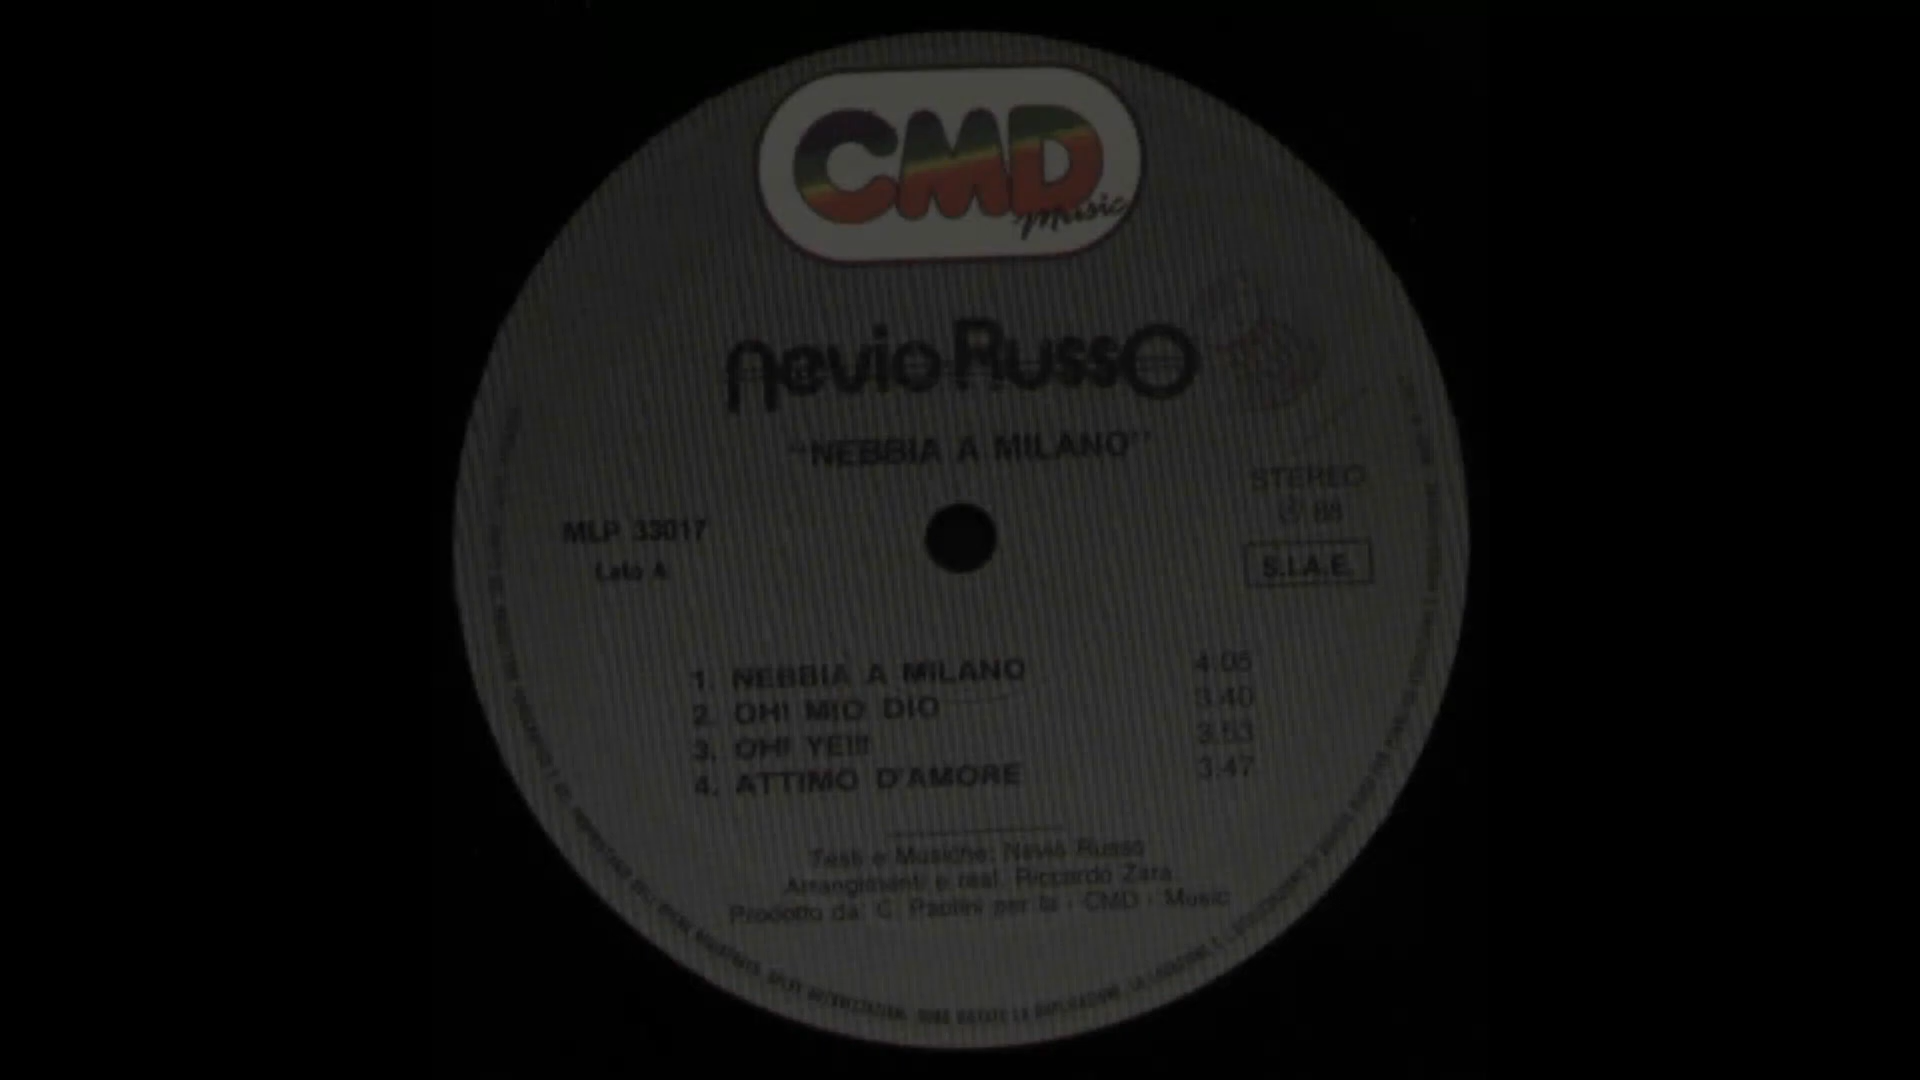 CMD
Music
Nevio Russo
"NEBBIA A MILANO"
STEREO
℗ 88
MLP 33017
Lato A
S.I.A.E.
1. NEBBIA A MILANO 4.05
2. OH! MIO DIO 3.40
3. OH! YE!!! 3.53
4. ATTIMO D'AMORE 3.47
Testi e Musiche: Nevio Russo
Arrangimenti e real. Riccardo Zara
Prodotto da: C. Paolini per la - CMD - Music